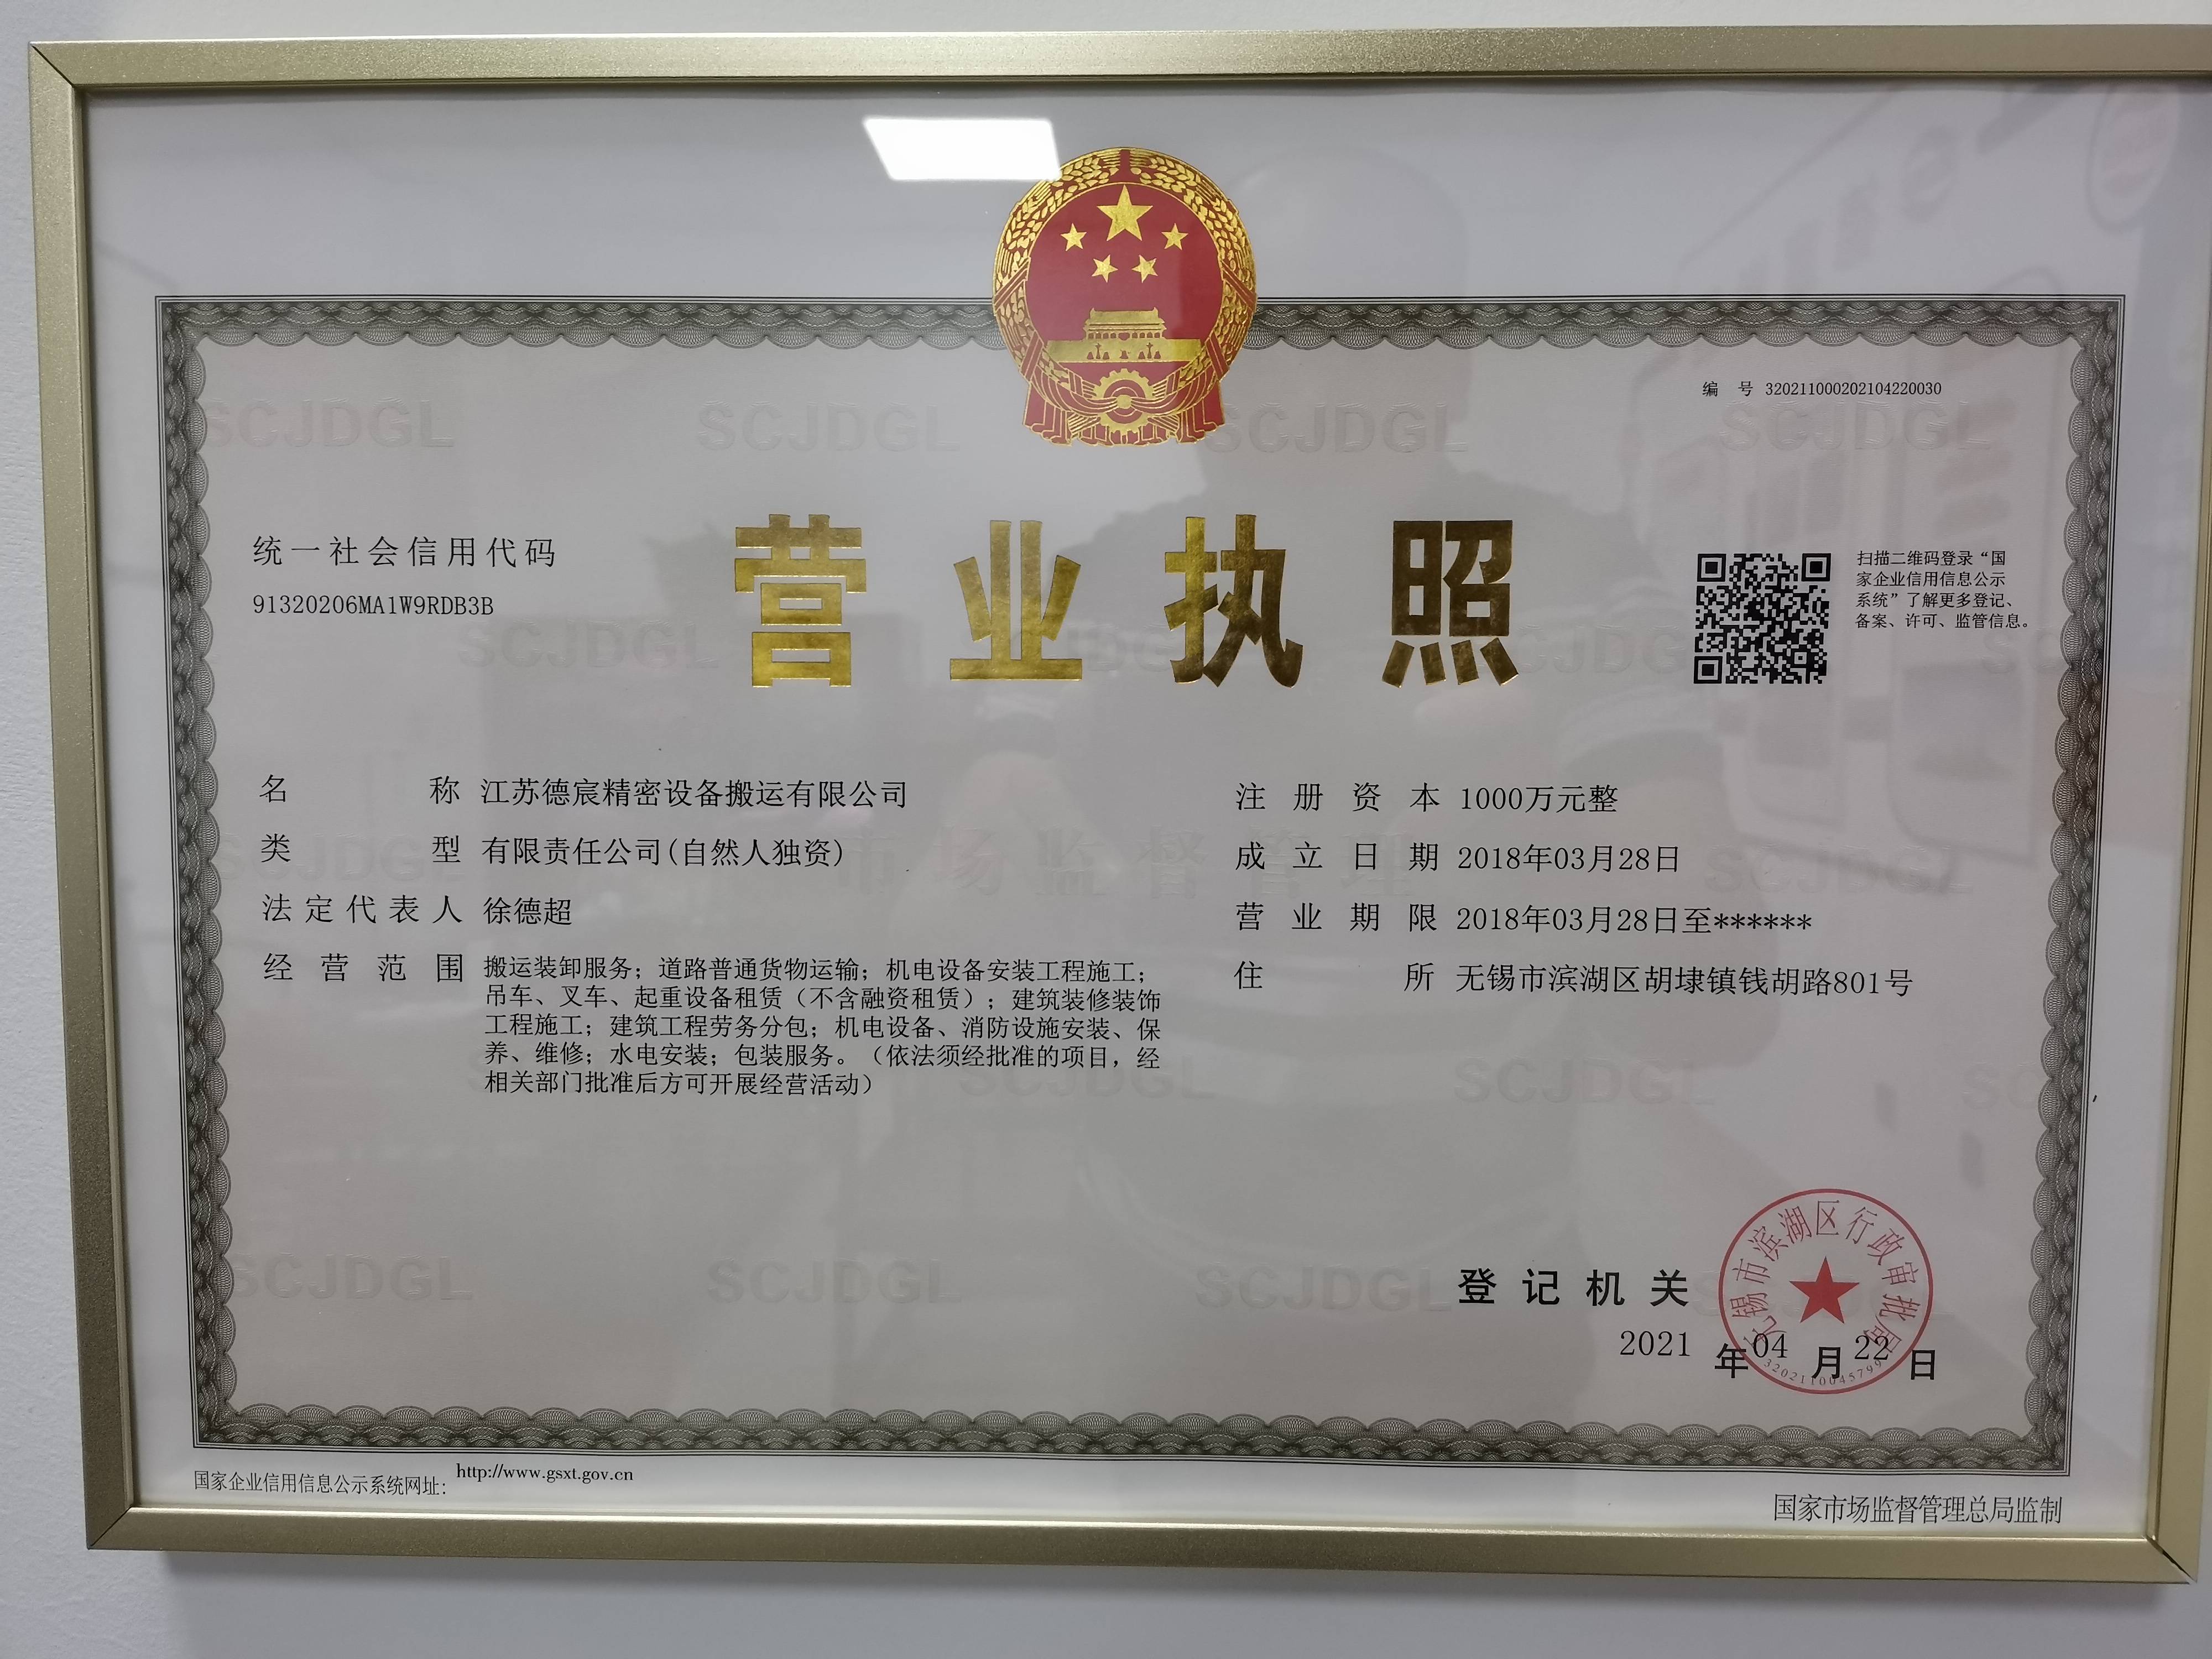 编 号 320211000202104220030
统一社会信用代码
91320206MA1W9RDB3B
营业执照
扫描二维码登录“国
家企业信用信息公示
系统”了解更多登记、
备案、许可、监管信息。
名 称 江苏德宸精密设备搬运有限公司
类 型 有限责任公司(自然人独资)
法定代表人 徐德超
经营范围 搬运装卸服务；道路普通货物运输；机电设备安装工程施工；
吊车、叉车、起重设备租赁（不含融资租赁）；建筑装修装饰
工程施工；建筑工程劳务分包；机电设备、消防设施安装、保
养、维修；水电安装；包装服务。（依法须经批准的项目，经
相关部门批准后方可开展经营活动）
注册资本 1000万元整
成立日期 2018年03月28日
营业期限 2018年03月28日至******
住 所 无锡市滨湖区胡埭镇钱胡路801号
SCJDGL
市场监督管理
登记机关
无锡市滨湖区行政审批局
2021年04月22日
国家企业信用信息公示系统网址：http://www.gsxt.gov.cn
国家市场监督管理总局监制